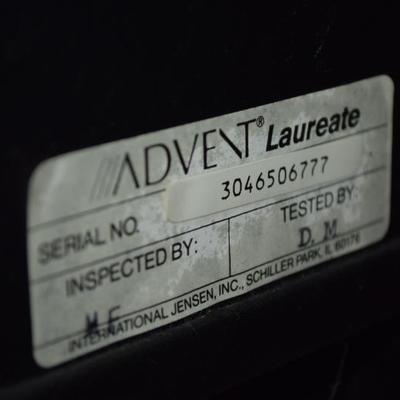 ADVENT® Laureate
SERIAL NO. 3046506777
INSPECTED BY: M F
TESTED BY: D. M
INTERNATIONAL JENSEN, INC., SCHILLER PARK, IL 60176